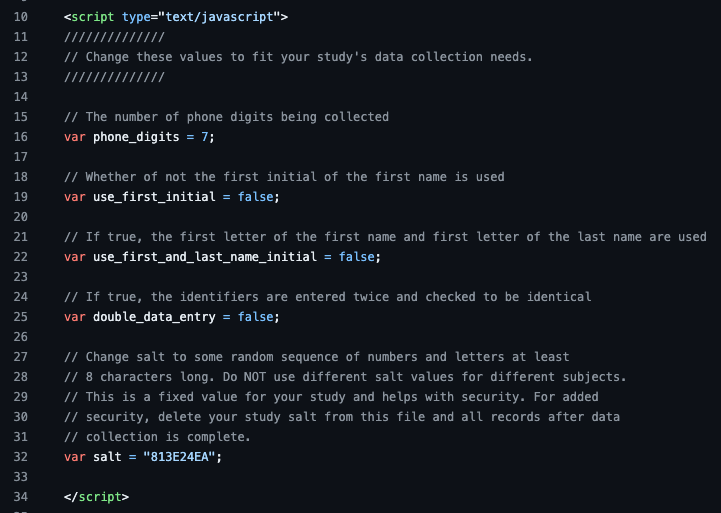 10 <script type="text/javascript">
11 //////////////
12 // Change these values to fit your study's data collection needs.
13 //////////////
14
15 // The number of phone digits being collected
16 var phone_digits = 7;
17
18 // Whether of not the first initial of the first name is used
19 var use_first_initial = false;
20
21 // If true, the first letter of the first name and first letter of the last name are used
22 var use_first_and_last_name_initial = false;
23
24 // If true, the identifiers are entered twice and checked to be identical
25 var double_data_entry = false;
26
27 // Change salt to some random sequence of numbers and letters at least
28 // 8 characters long. Do NOT use different salt values for different subjects.
29 // This is a fixed value for your study and helps with security. For added
30 // security, delete your study salt from this file and all records after data
31 // collection is complete.
32 var salt = "813E24EA";
33
34 </script>